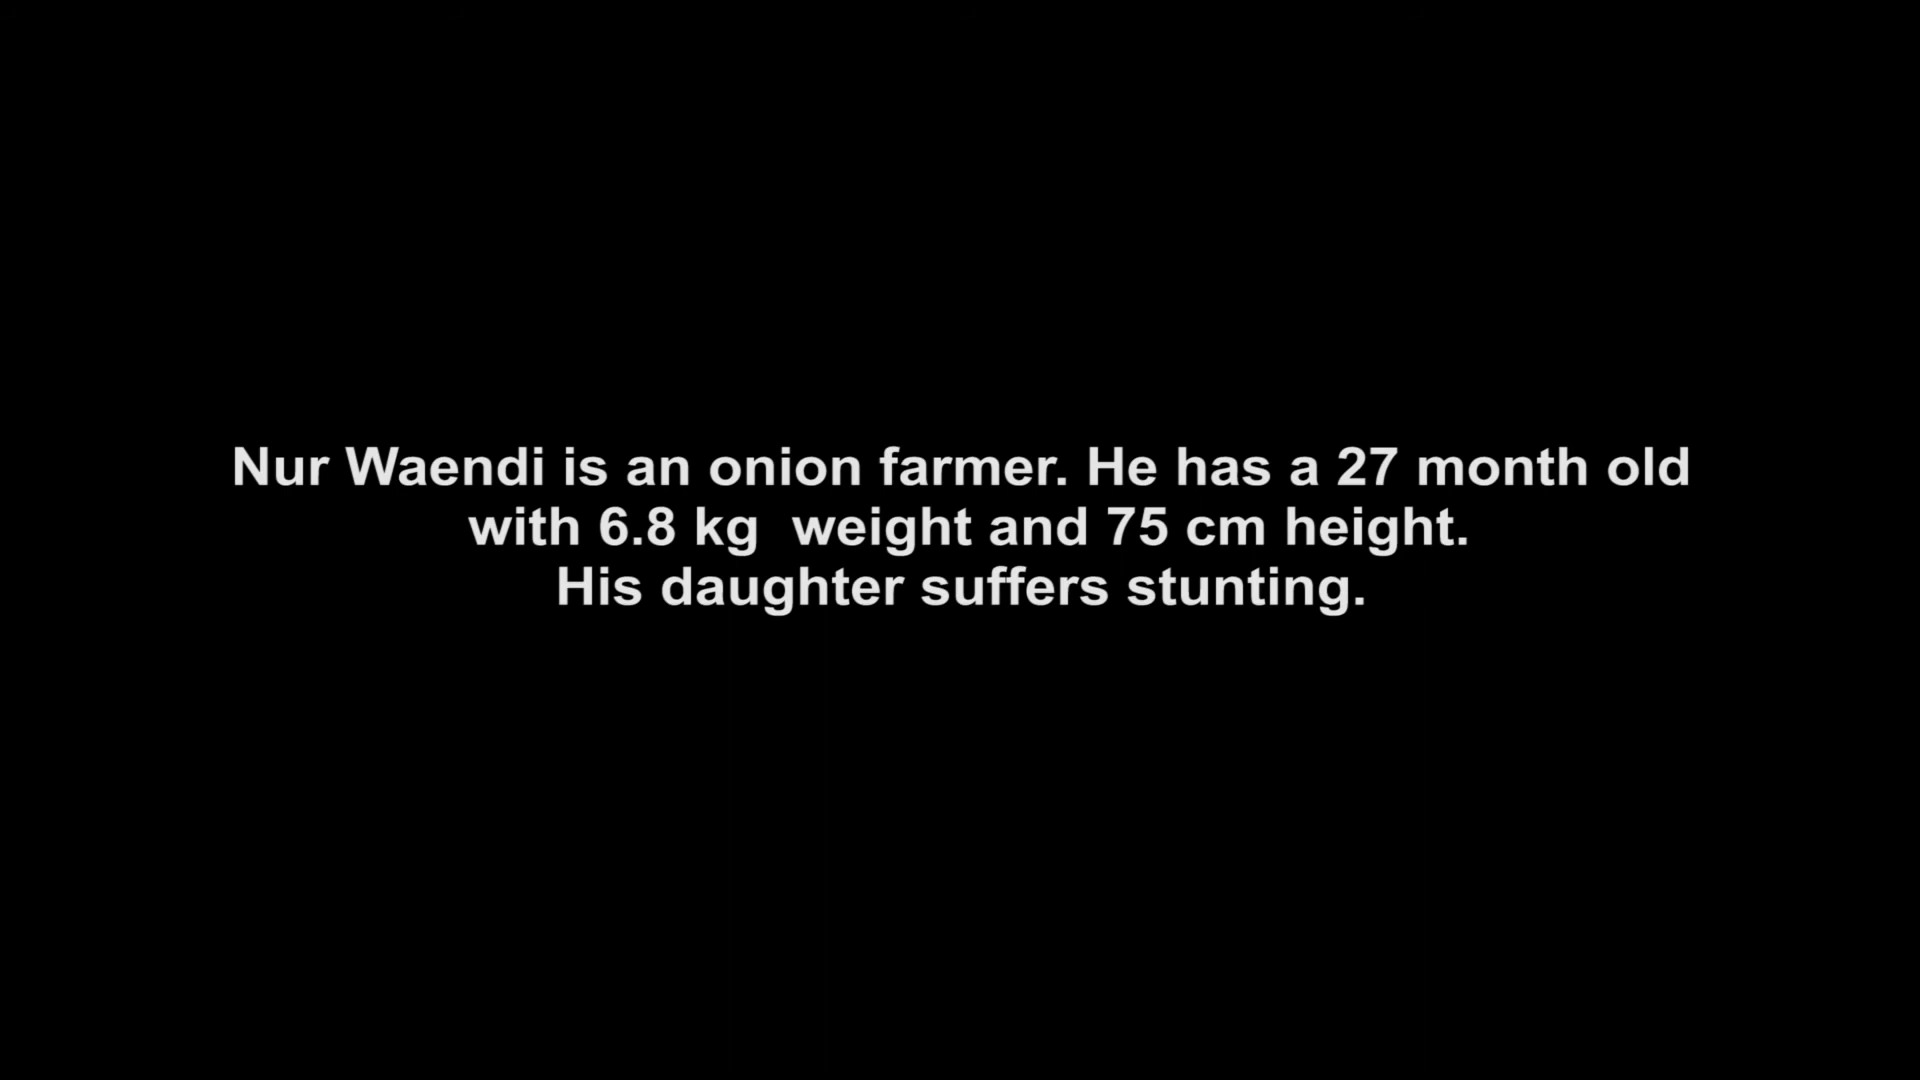 Nur Waendi is an onion farmer. He has a 27 month old
with 6.8 kg  weight and 75 cm height.
His daughter suffers stunting.